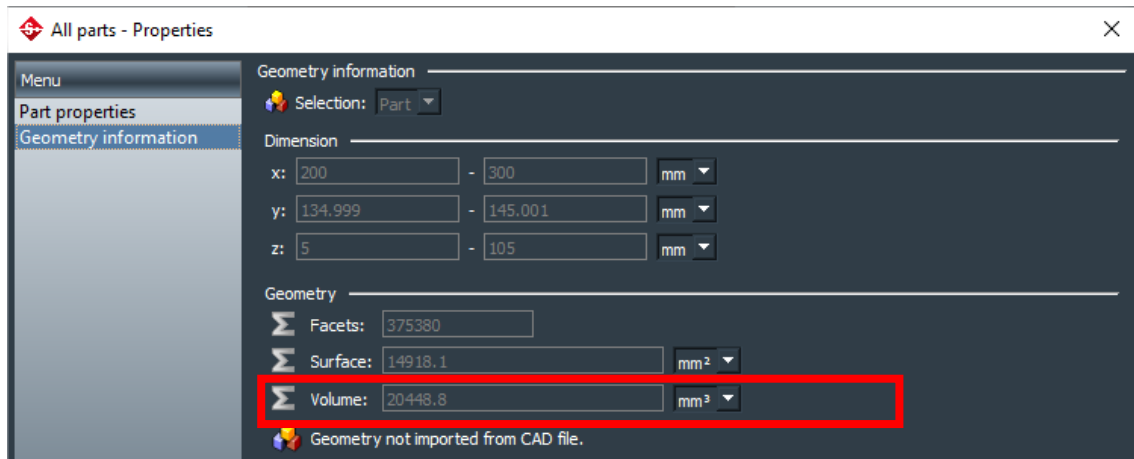 All parts - Properties
Menu
Part properties
Geometry information
Geometry information
Selection: Part
Dimension
x: 200 - 300 mm
y: 134.999 - 145.001 mm
z: 5 - 105 mm
Geometry
Σ Facets: 375380
Σ Surface: 14918.1 mm²
Σ Volume: 20448.8 mm³
Geometry not imported from CAD file.